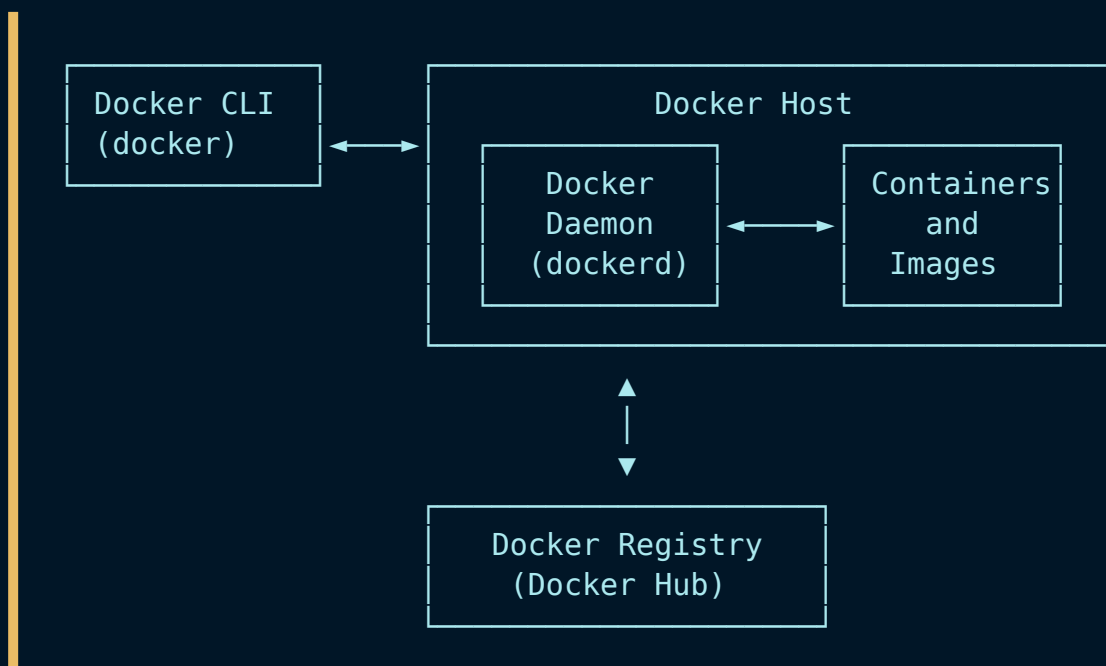 Docker CLI
(docker)
Docker Host
Docker
Daemon
(dockerd)
Containers
and
Images
Docker Registry
(Docker Hub)